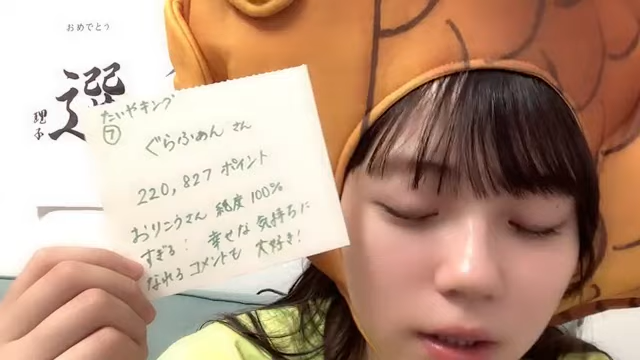 おめでとう
選
理子
たいやキング
⑦
ぐらふぁん さん
220,827 ポイント
おりこうさん 純度100%
すぎる! 幸せな気持ちに
なれる コメントも 大好き!